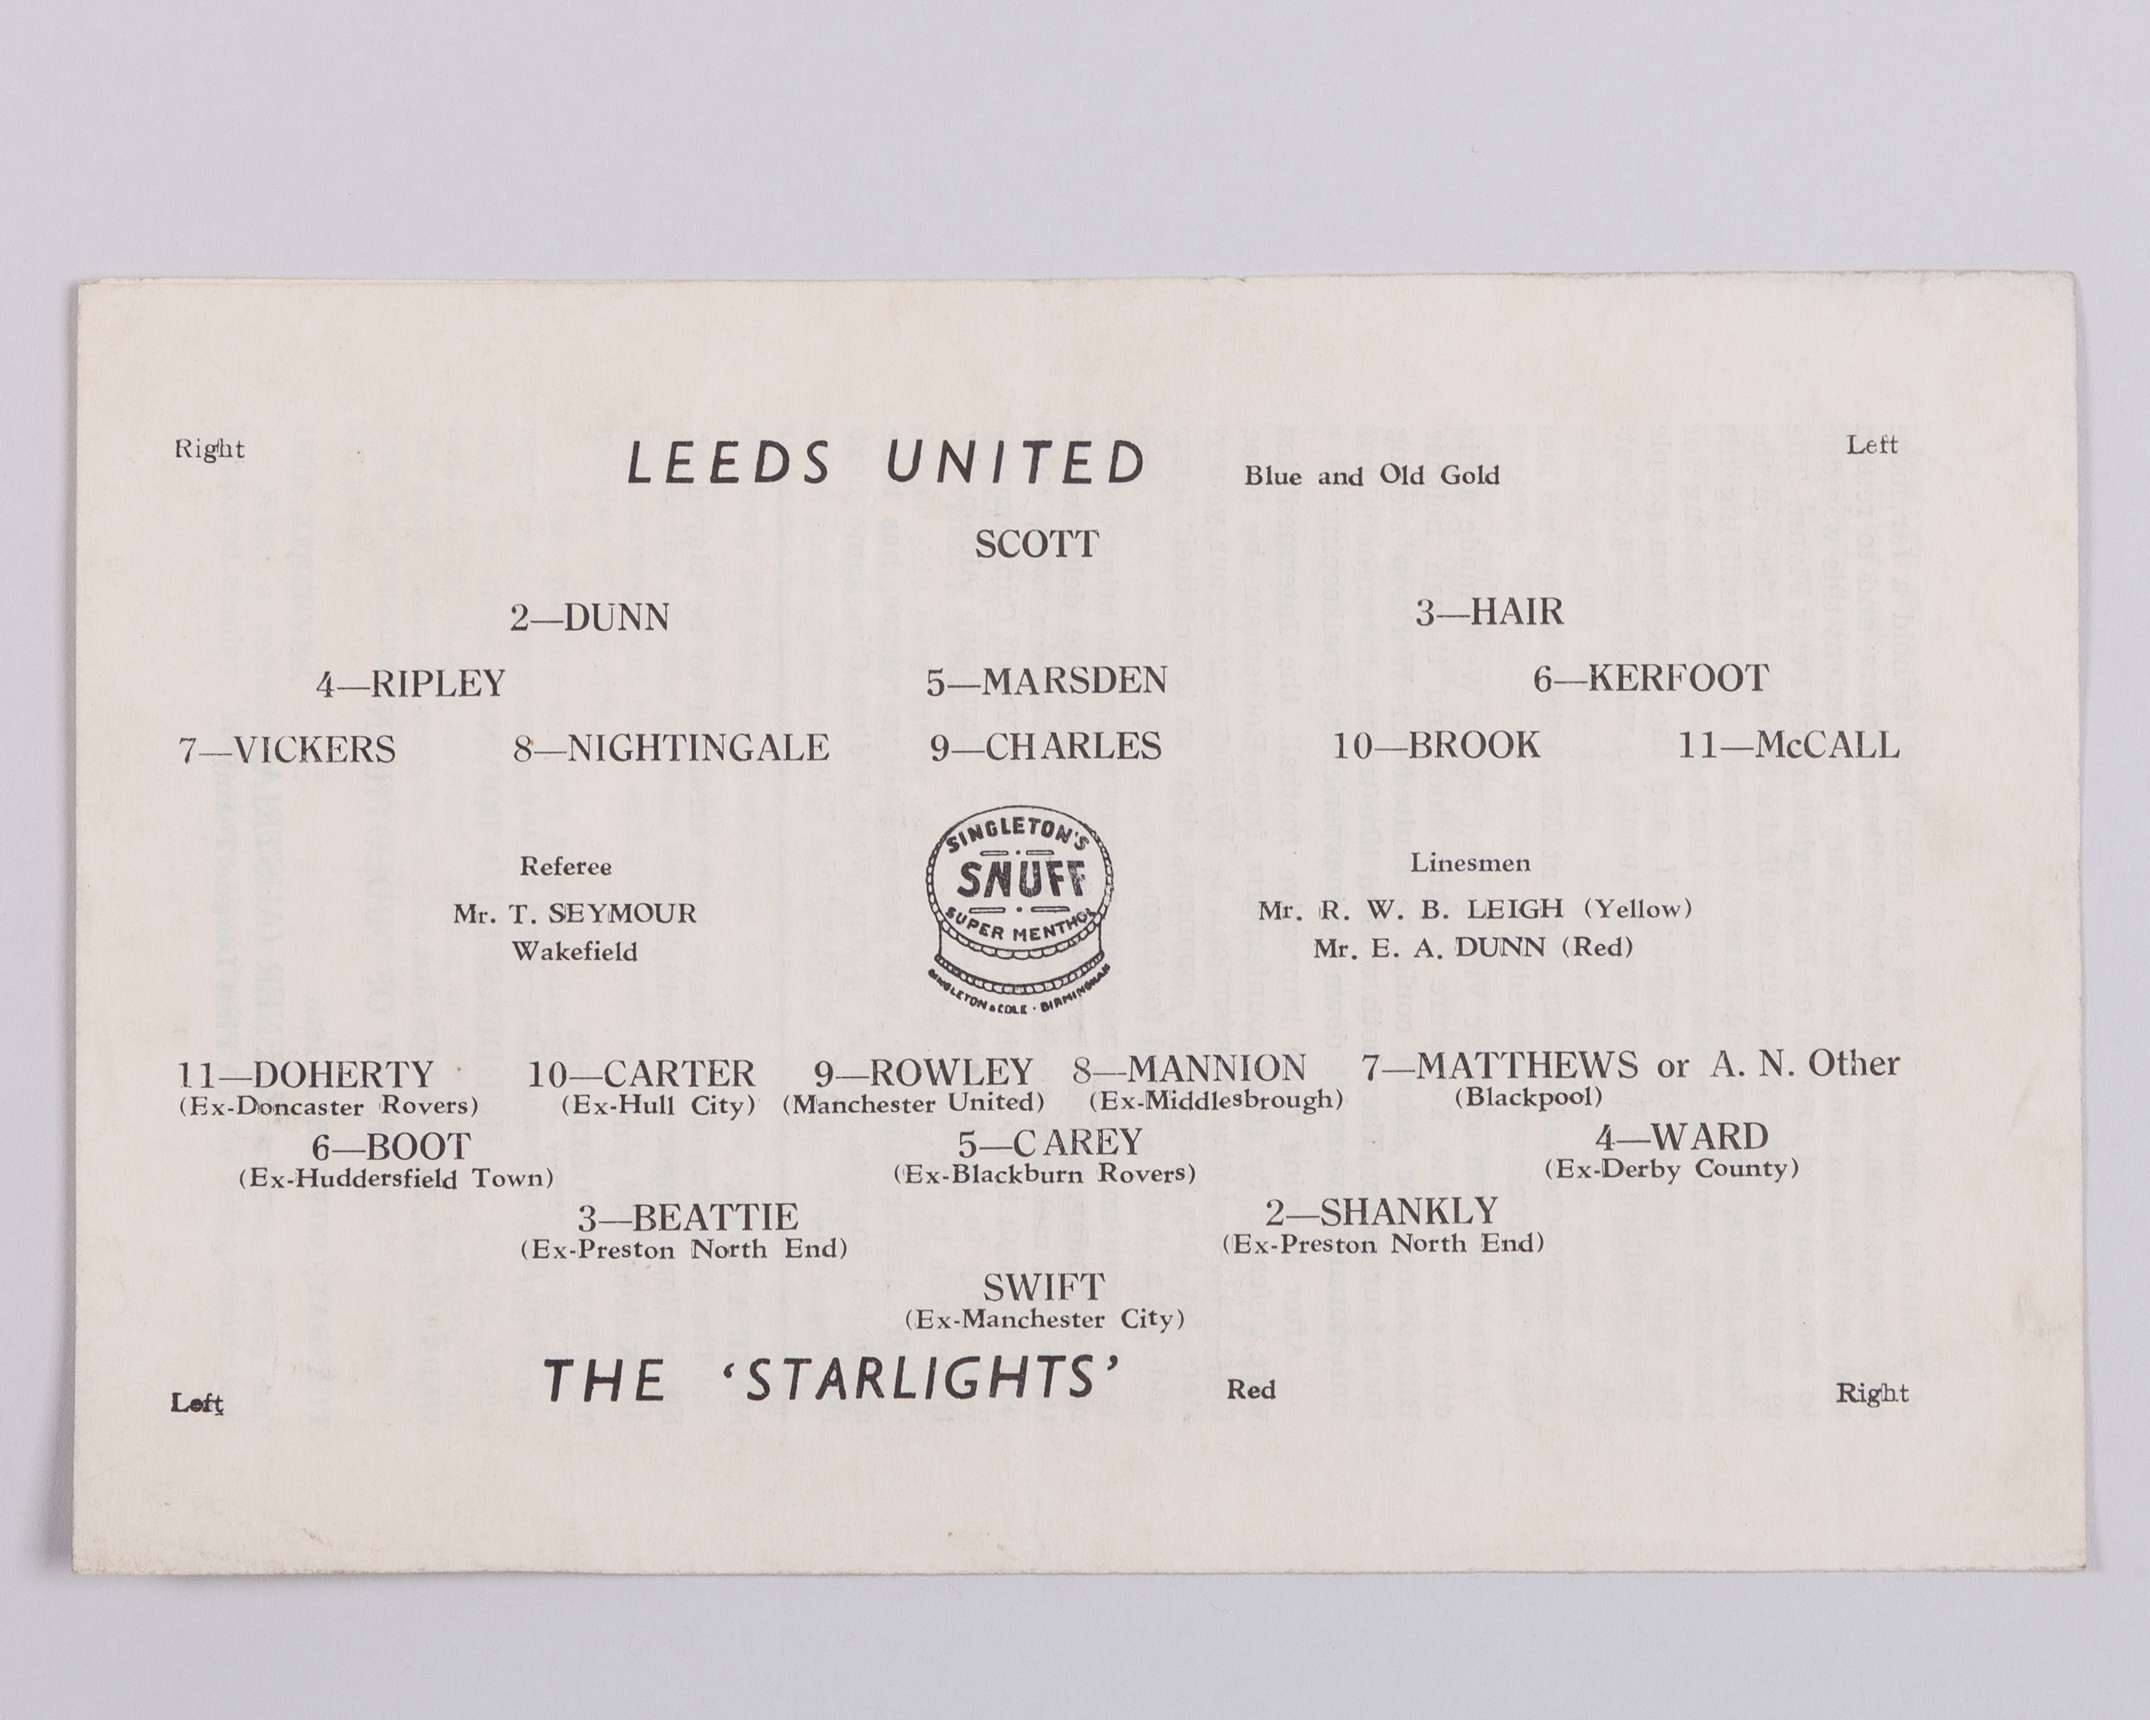 Right LEEDS UNITED Blue and Old Gold Left
SCOTT
2—DUNN 3—HAIR
4—RIPLEY 5—MARSDEN 6—KERFOOT
7—VICKERS 8—NIGHTINGALE 9—CHARLES 10—BROOK 11—McCALL
Referee
Mr. T. SEYMOUR
Wakefield
SINGLETON'S
SNUFF
SUPER MENTHOL
SINGLETON & COLE · BIRMINGHAM
Linesmen
Mr. R. W. B. LEIGH (Yellow)
Mr. E. A. DUNN (Red)
11—DOHERTY 10—CARTER 9—ROWLEY 8—MANNION 7—MATTHEWS or A. N. Other
(Ex-Doncaster Rovers) (Ex-Hull City) (Manchester United) (Ex-Middlesbrough) (Blackpool)
6—BOOT 5—CAREY 4—WARD
(Ex-Huddersfield Town) (Ex-Blackburn Rovers) (Ex-Derby County)
3—BEATTIE 2—SHANKLY
(Ex-Preston North End) (Ex-Preston North End)
SWIFT
(Ex-Manchester City)
Left THE 'STARLIGHTS' Red Right